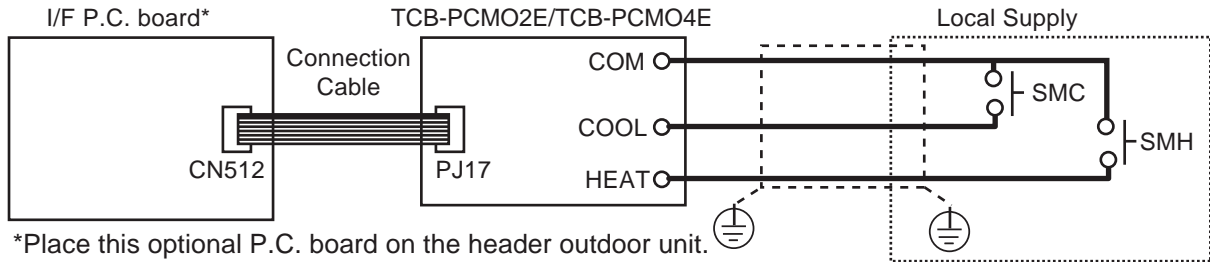 I/F P.C. board*
TCB-PCMO2E/TCB-PCMO4E
Local Supply
Connection
Cable
COM
SMC
COOL
SMH
CN512
PJ17
HEAT
*Place this optional P.C. board on the header outdoor unit.